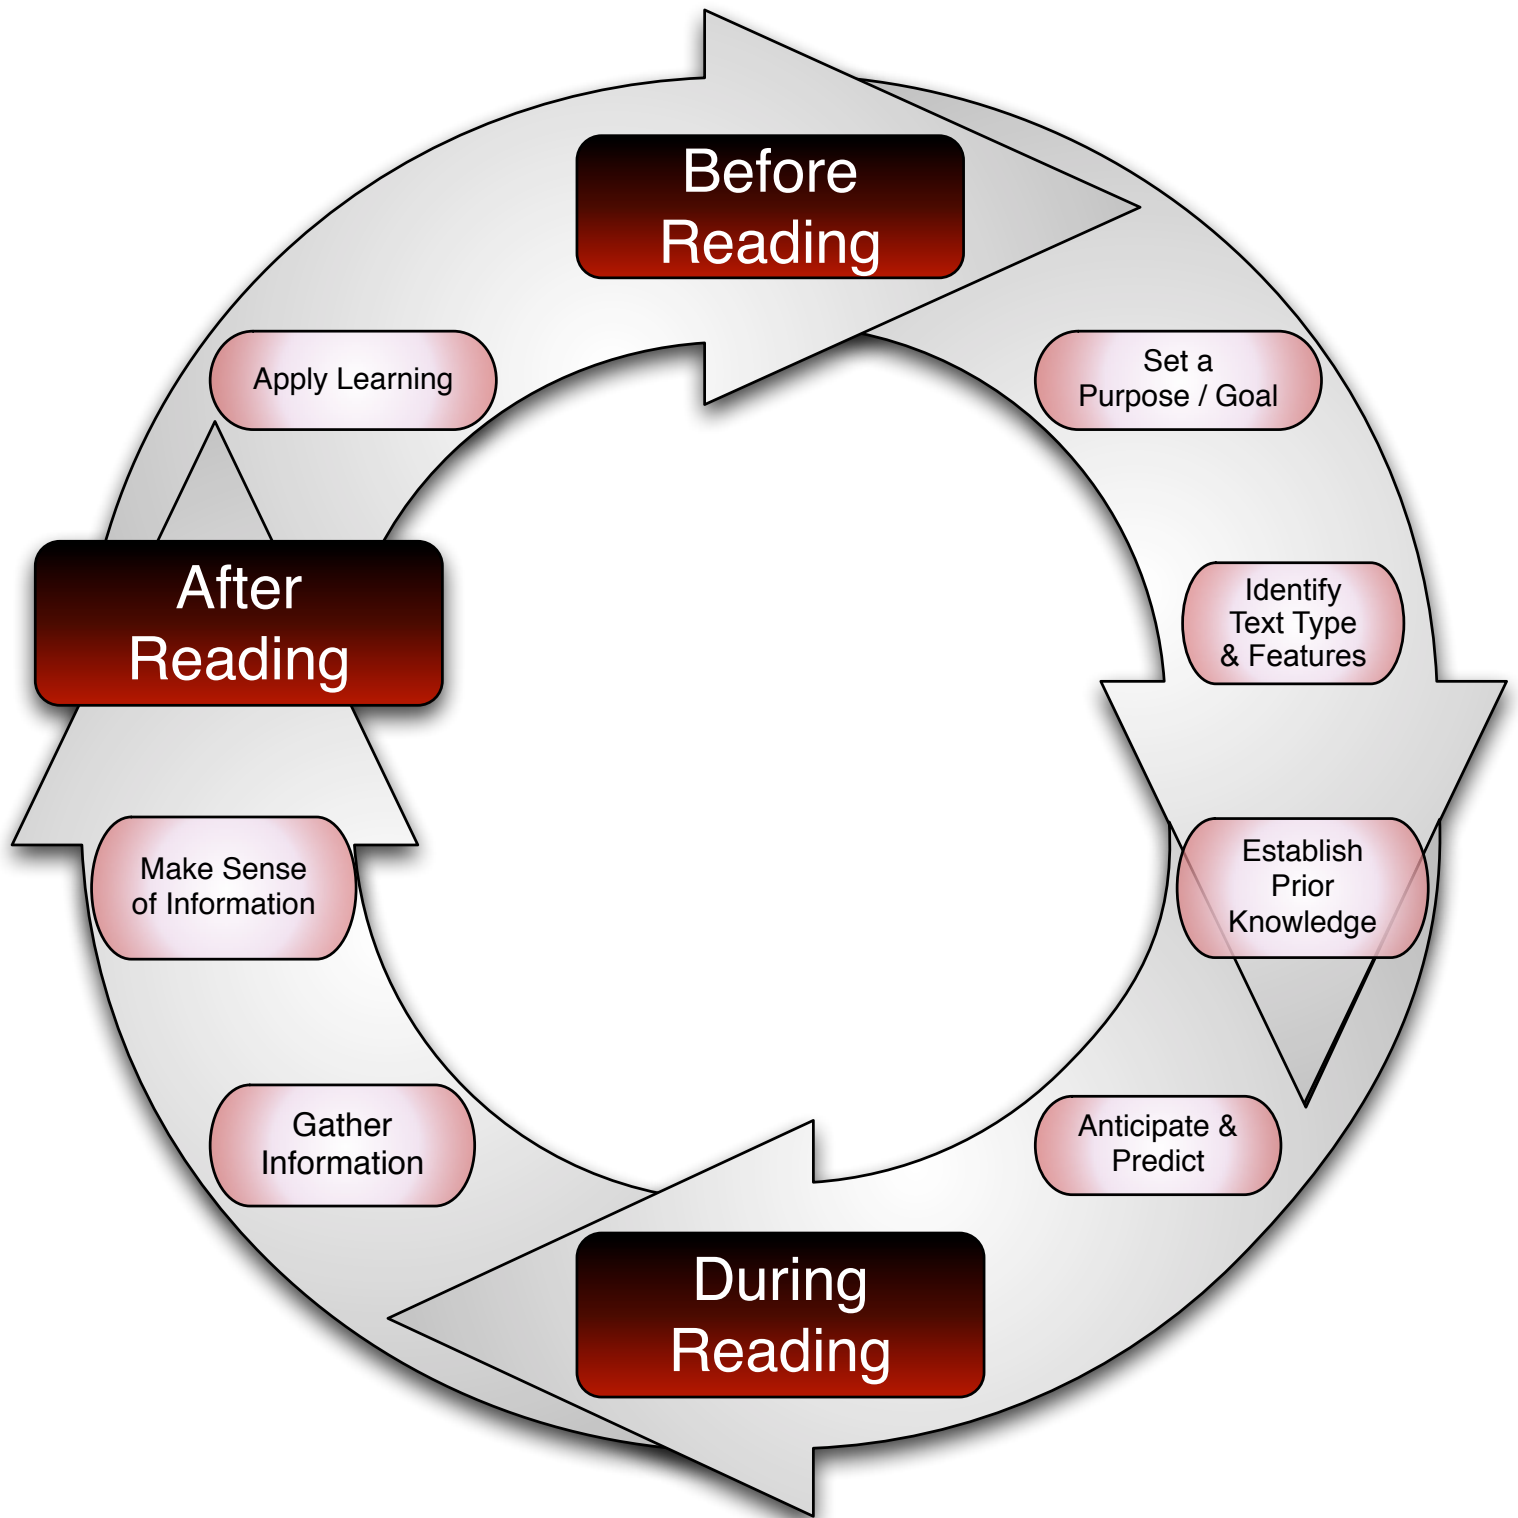 Before
Reading
Set a
Purpose / Goal
Identify
Text Type
& Features
Establish
Prior
Knowledge
Anticipate &
Predict
During
Reading
Gather
Information
Make Sense
of Information
After
Reading
Apply Learning